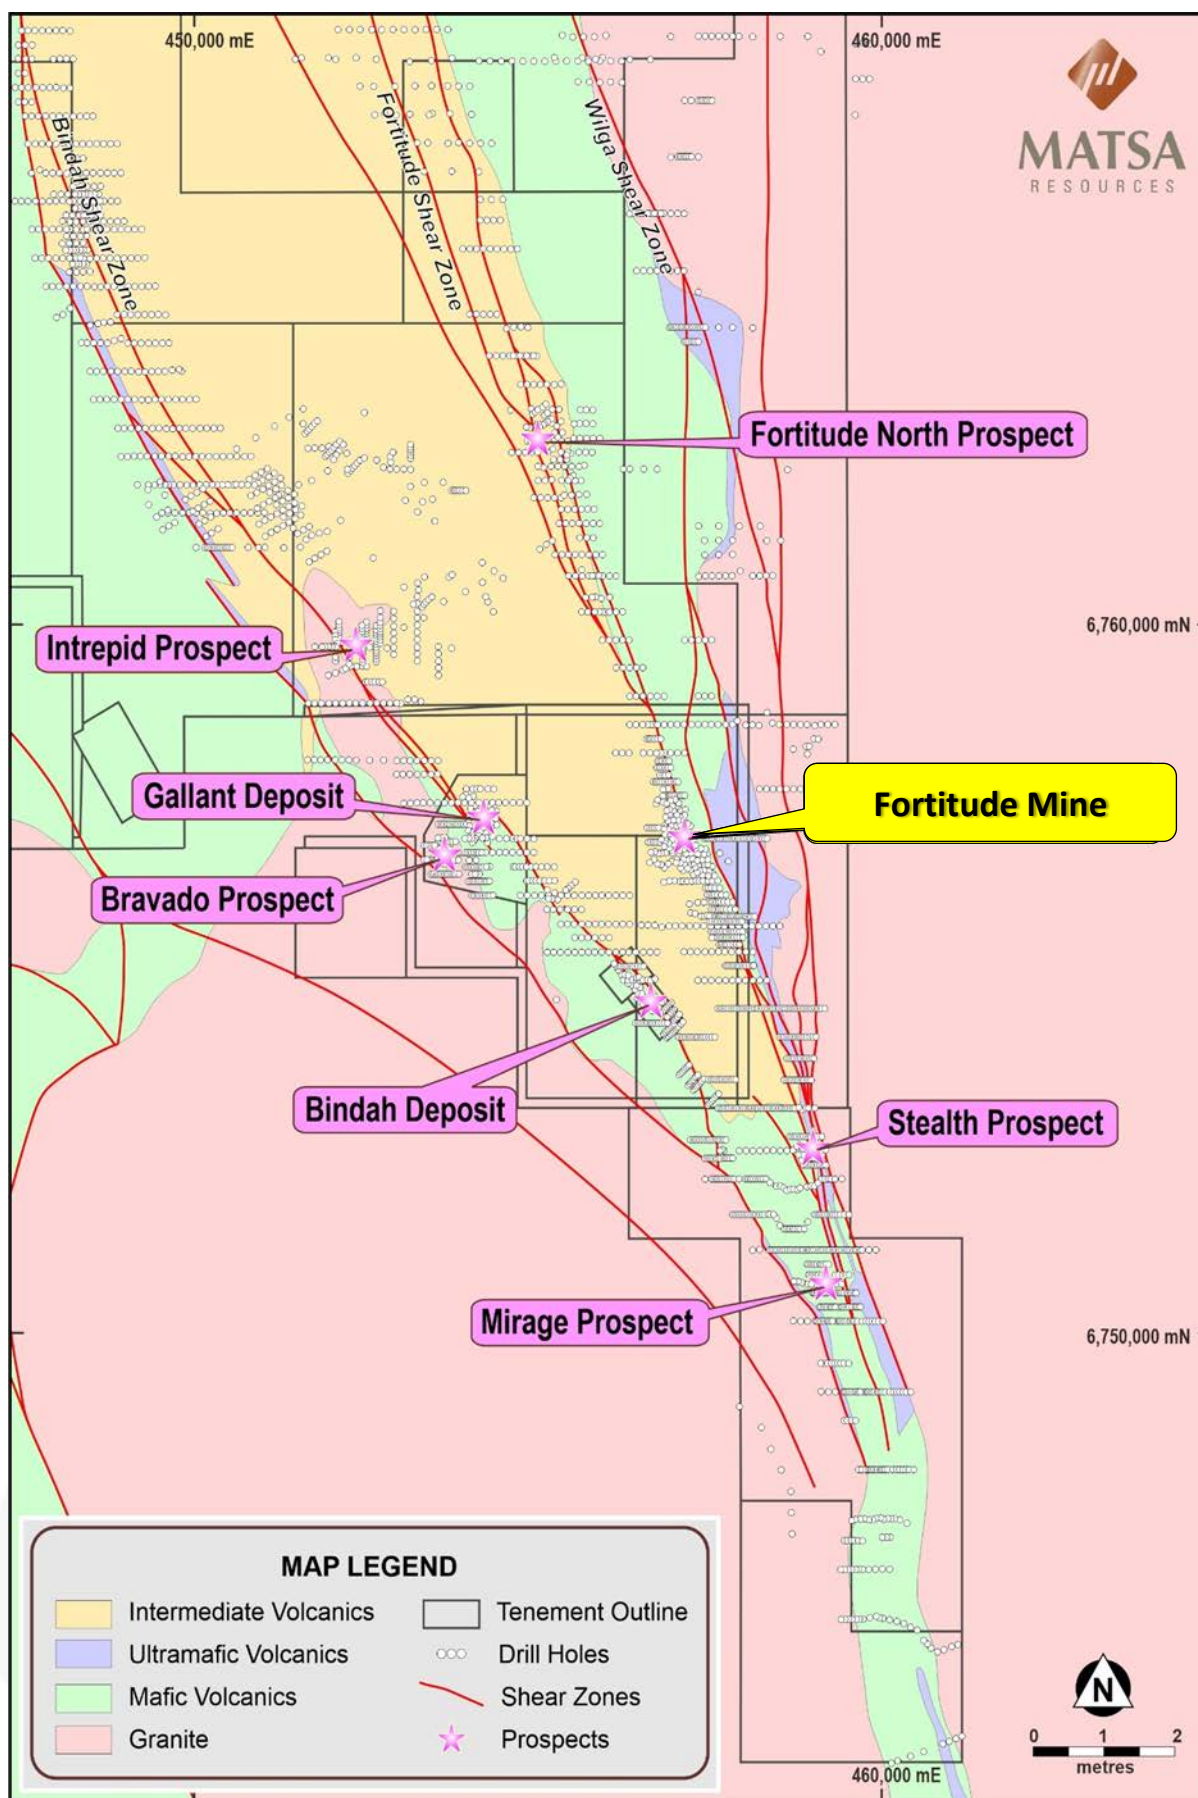 450,000 mE
460,000 mE
MATSA
RESOURCES
Bindah Shear Zone
Fortitude Shear Zone
Wilga Shear Zone
Fortitude North Prospect
6,760,000 mN
Intrepid Prospect
Gallant Deposit
Fortitude Mine
Bravado Prospect
Bindah Deposit
Stealth Prospect
Mirage Prospect
6,750,000 mN
MAP LEGEND
Intermediate Volcanics
Ultramafic Volcanics
Mafic Volcanics
Granite
Tenement Outline
Drill Holes
Shear Zones
Prospects
N
0 1 2
metres
460,000 mE